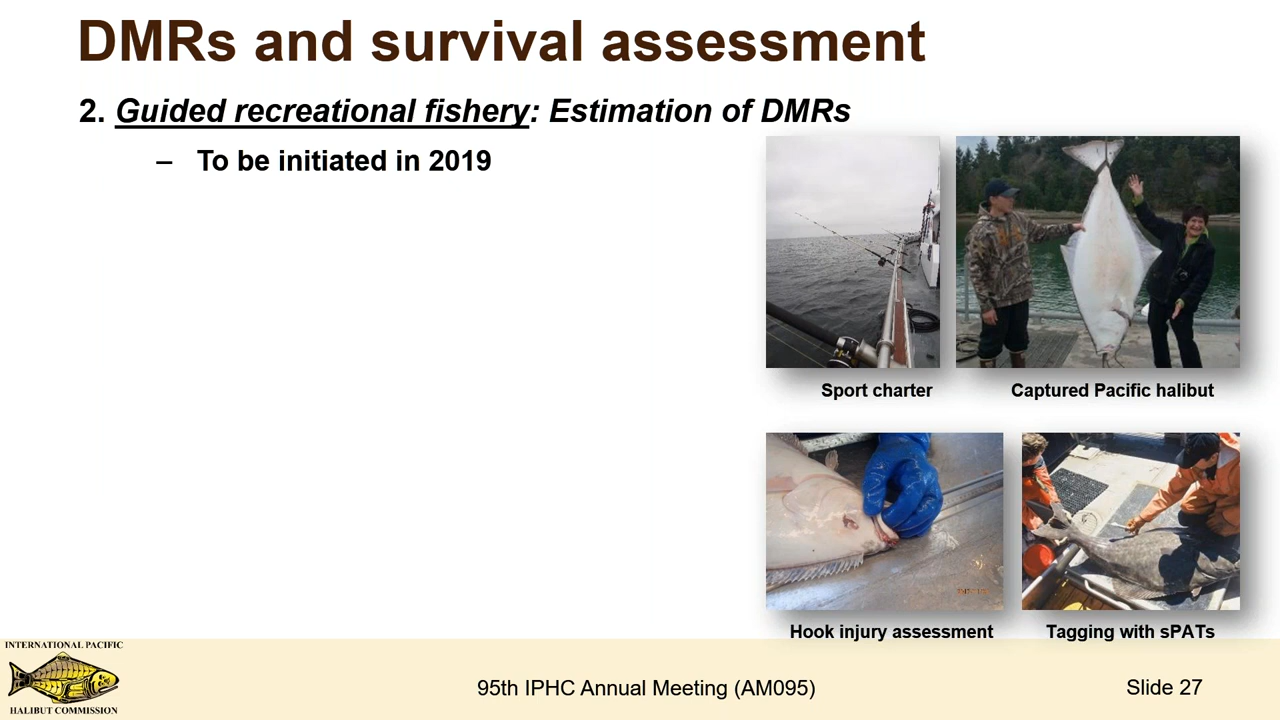 DMRs and survival assessment
2. Guided recreational fishery: Estimation of DMRs
– To be initiated in 2019
Sport charter
Captured Pacific halibut
Hook injury assessment
Tagging with sPATs
INTERNATIONAL PACIFIC
HALIBUT COMMISSION
95th IPHC Annual Meeting (AM095)
Slide 27